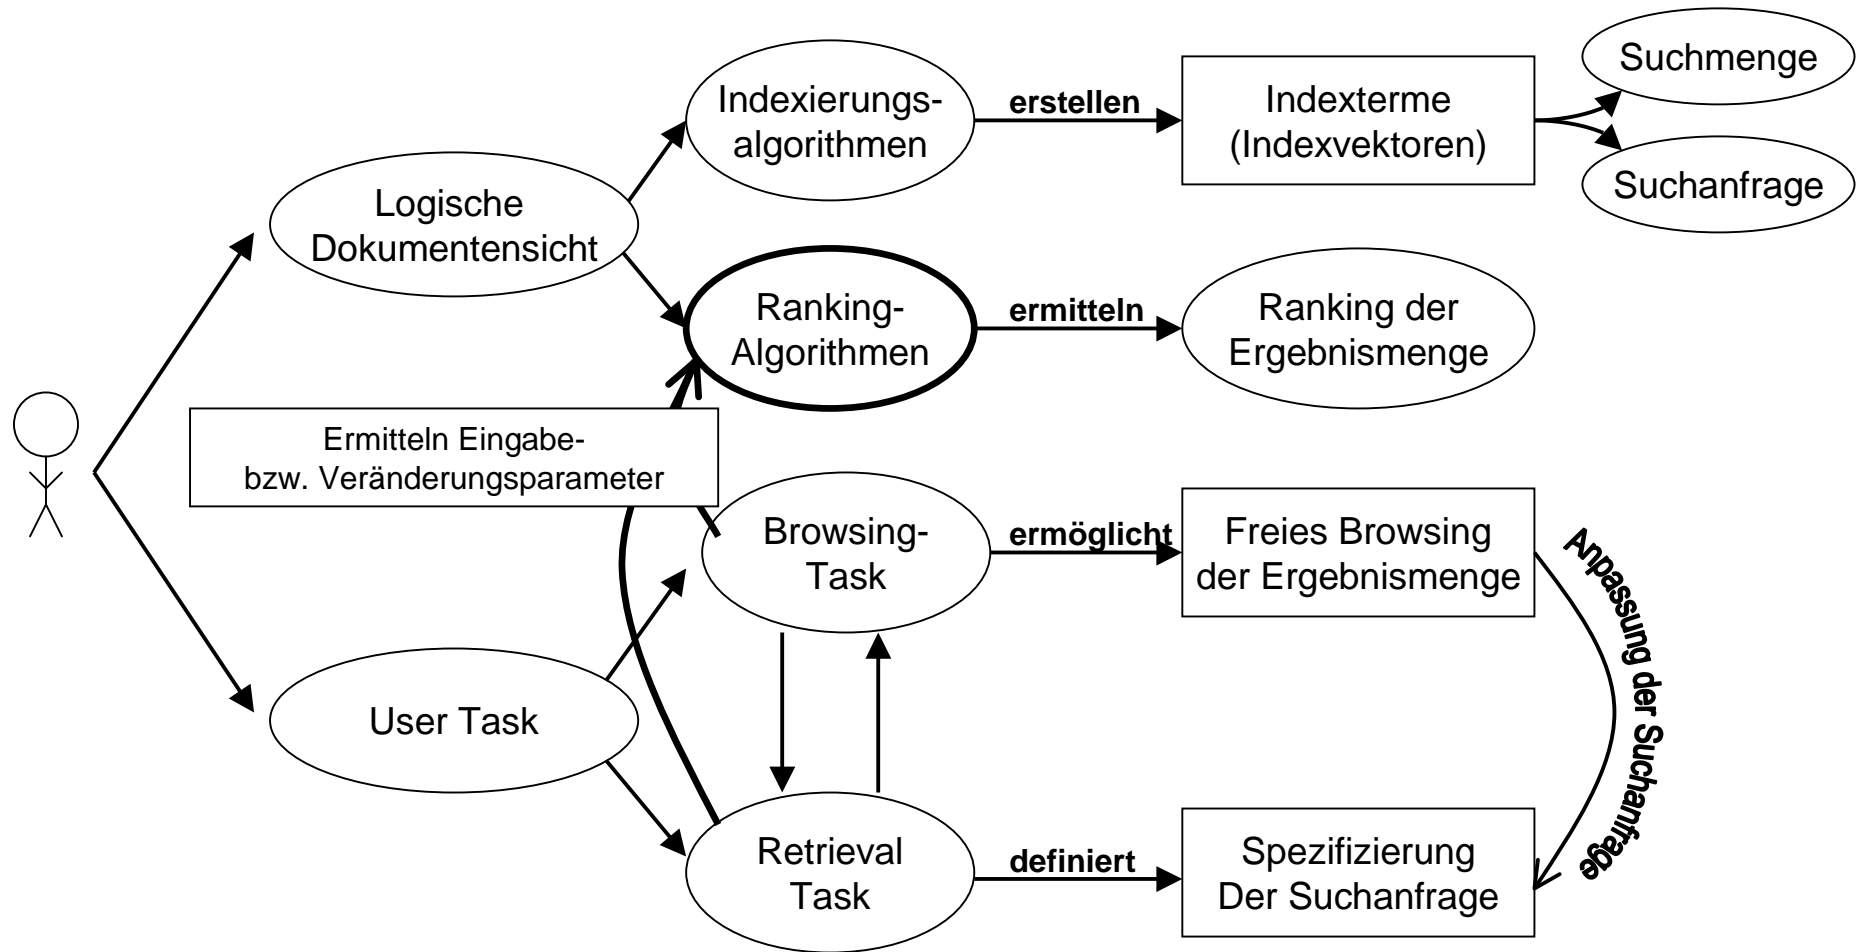 Suchmenge
Indexierungs-
algorithmen
erstellen
Indexterme
(Indexvektoren)
Suchanfrage
Logische
Dokumentensicht
Ranking-
Algorithmen
ermitteln
Ranking der
Ergebnismenge
Ermitteln Eingabe-
bzw. Veränderungsparameter
Browsing-
Task
ermöglicht
Freies Browsing
der Ergebnismenge
Anpassung der Suchanfrage
User Task
Retrieval
Task
definiert
Spezifizierung
Der Suchanfrage